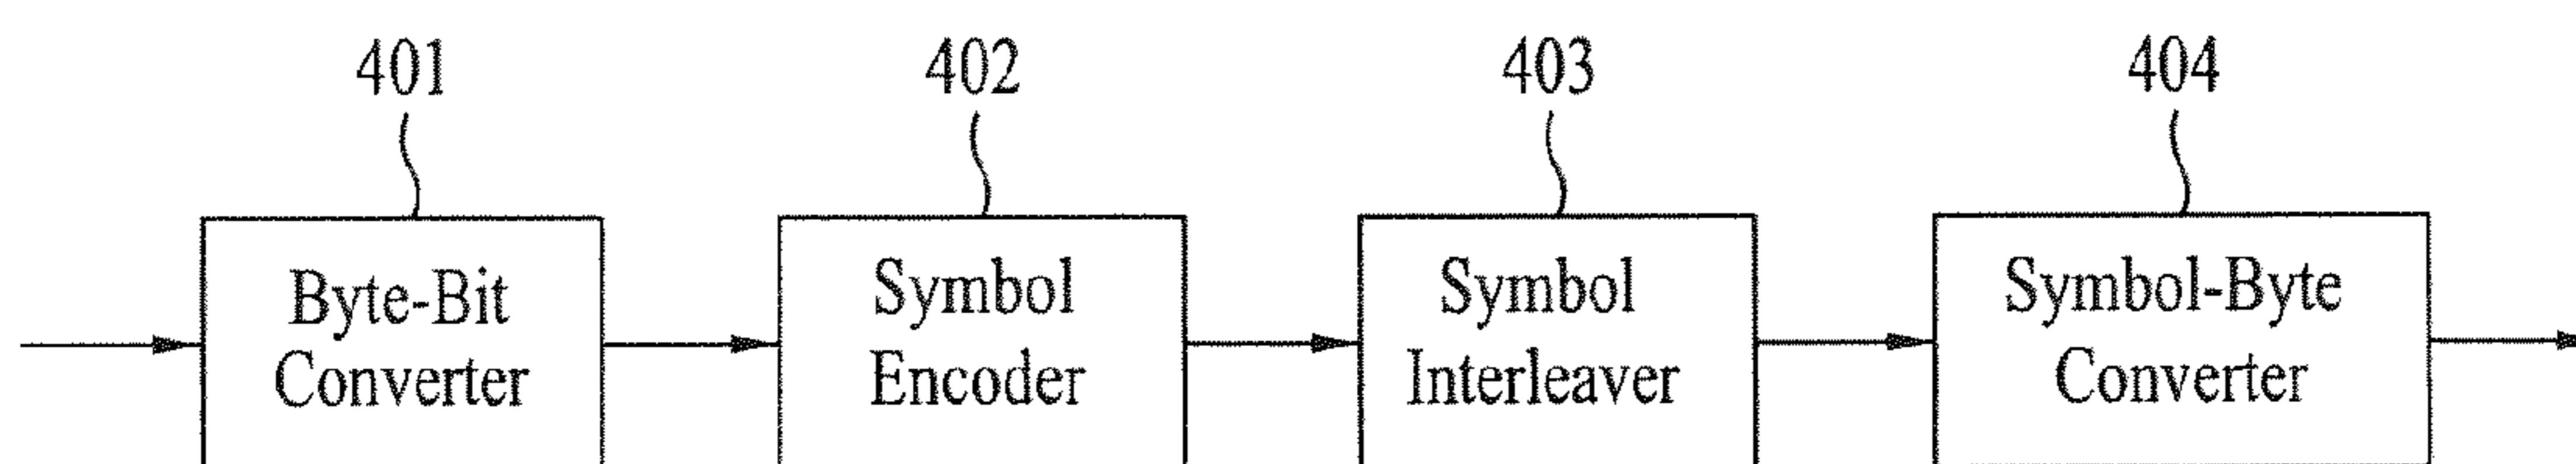 401
402
403
404
Byte-Bit
Converter
Symbol
Encoder
Symbol
Interleaver
Symbol-Byte
Converter